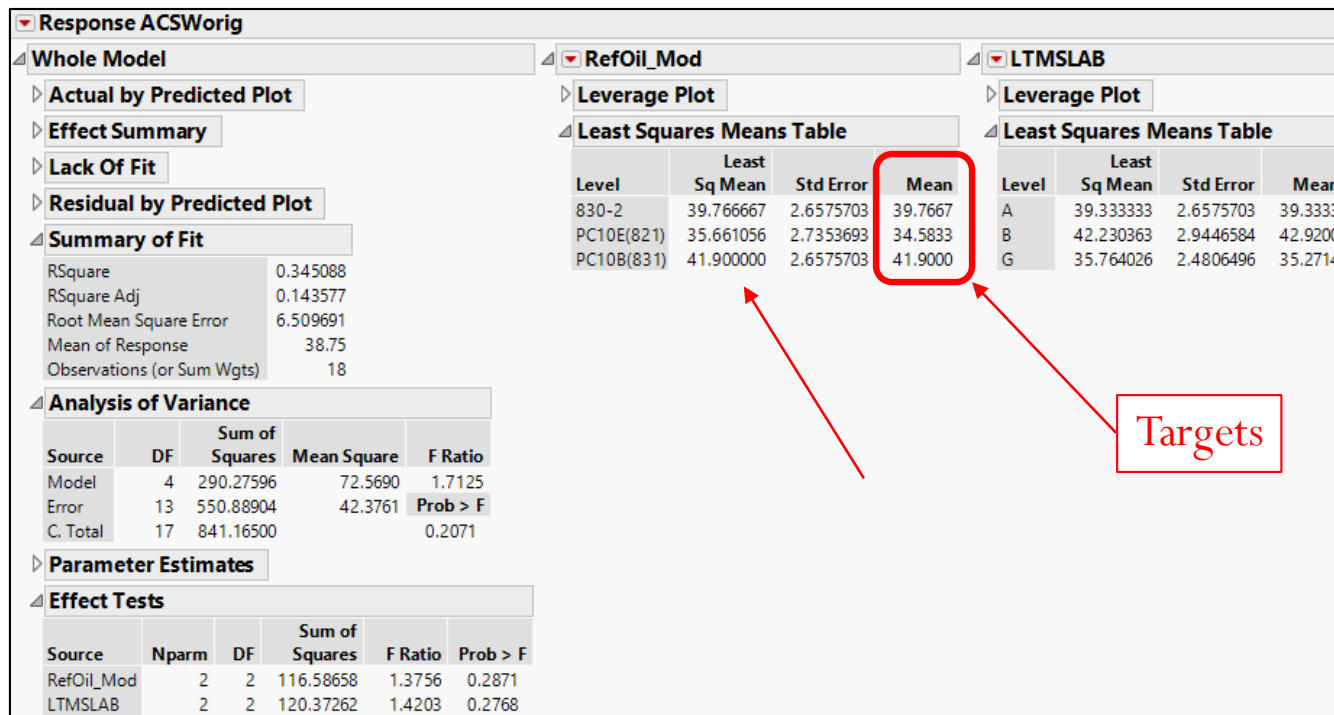 Response ACSWorig
Whole Model
Actual by Predicted Plot
Effect Summary
Lack Of Fit
Residual by Predicted Plot
Summary of Fit
RSquare 0.345088
RSquare Adj 0.143577
Root Mean Square Error 6.509691
Mean of Response 38.75
Observations (or Sum Wgts) 18
Analysis of Variance
Sum of
Source DF Squares Mean Square F Ratio
Model 4 290.27596 72.5690 1.7125
Error 13 550.88904 42.3761 Prob > F
C. Total 17 841.16500 0.2071
Parameter Estimates
Effect Tests
Sum of
Source Nparm DF Squares F Ratio Prob > F
RefOil_Mod 2 2 116.58658 1.3756 0.2871
LTMSLAB 2 2 120.37262 1.4203 0.2768
RefOil_Mod
Leverage Plot
Least Squares Means Table
Least
Level Sq Mean Std Error Mean
830-2 39.766667 2.6575703 39.7667
PC10E(821) 35.661056 2.7353693 34.5833
PC10B(831) 41.900000 2.6575703 41.9000
LTMSLAB
Leverage Plot
Least Squares Means Table
Least
Level Sq Mean Std Error Mean
A 39.333333 2.6575703 39.3333
B 42.230363 2.9446584 42.9200
G 35.764026 2.4806496 35.2714
Targets